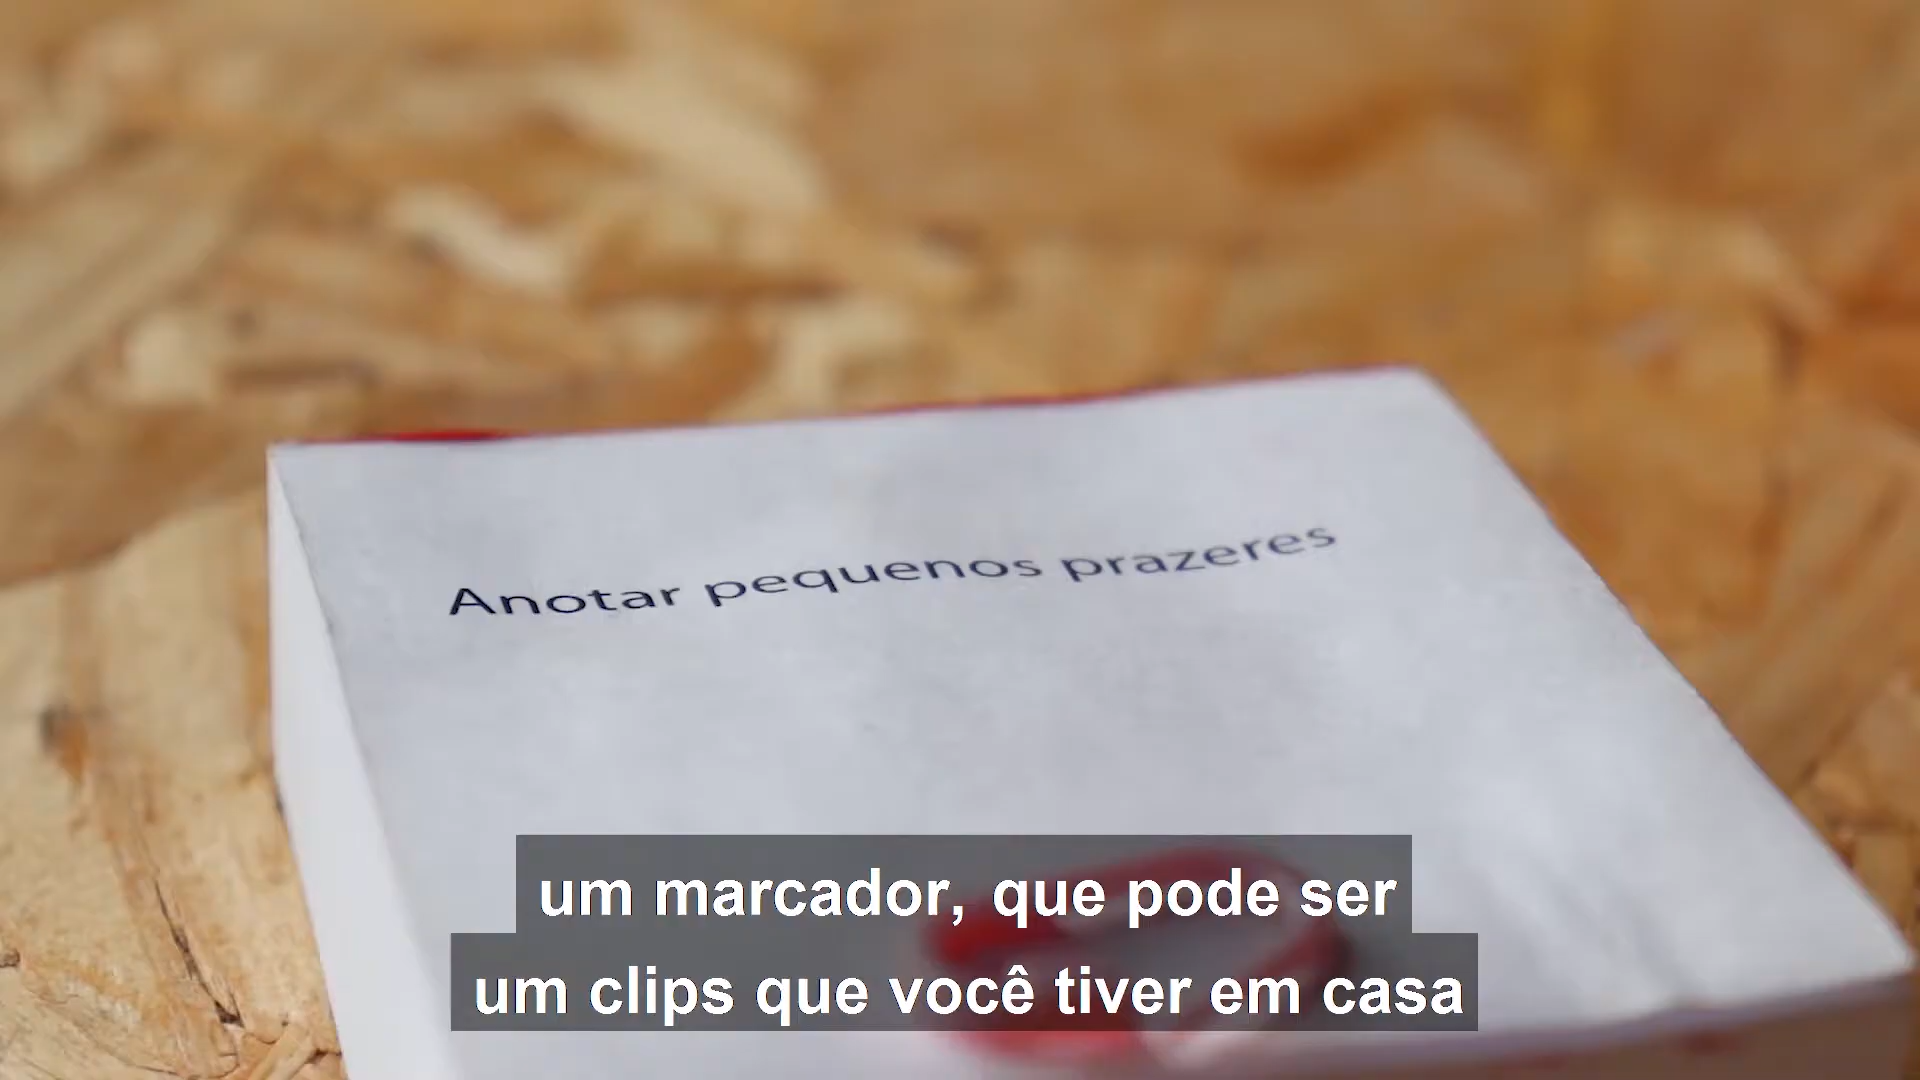 Anotar pequenos prazeres
um marcador, que pode ser
um clips que você tiver em casa